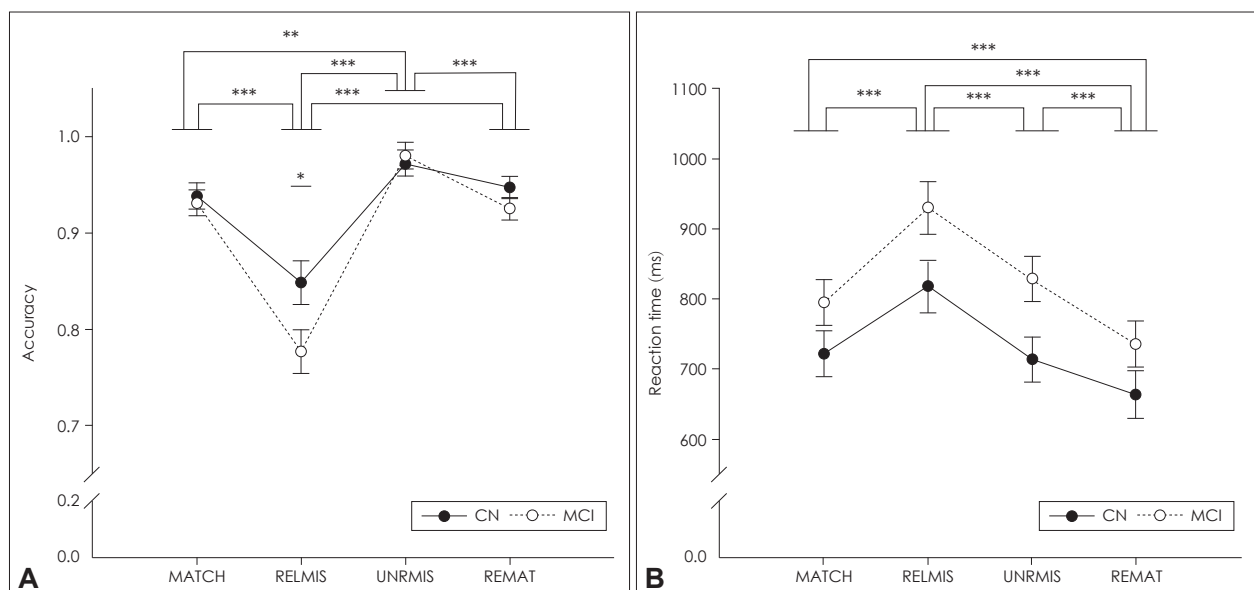 **
***
***
***
***
*
Accuracy
1.0
0.9
0.8
0.7
0.2
0.0
CN
MCI
MATCH
RELMIS
UNRMIS
REMAT
A
***
***
***
***
***
Reaction time (ms)
1100
1000
900
800
700
600
0.0
CN
MCI
MATCH
RELMIS
UNRMIS
REMAT
B